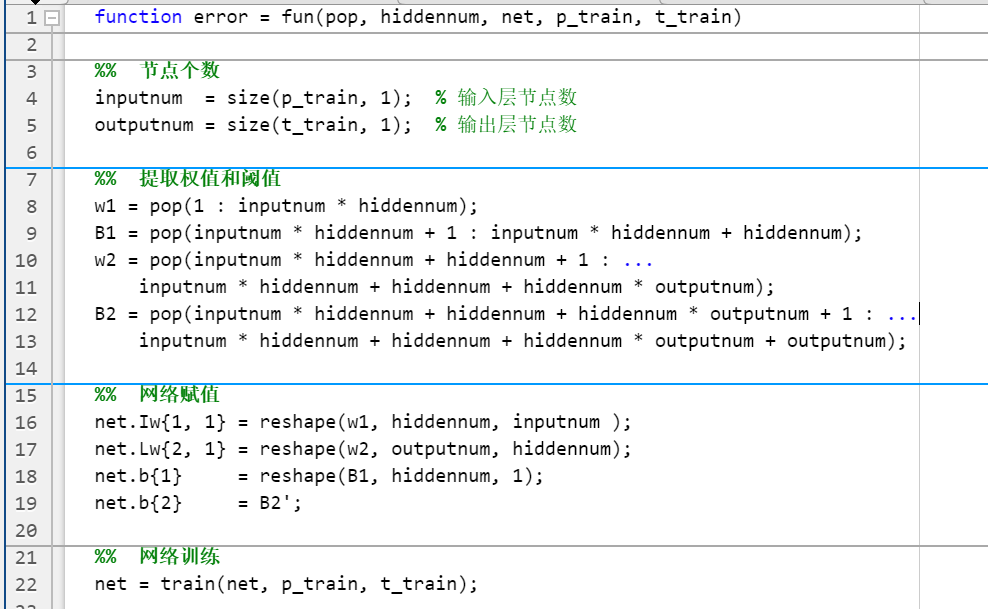 1 function error = fun(pop, hiddennum, net, p_train, t_train)
2
3 %%  节点个数
4 inputnum  = size(p_train, 1);  % 输入层节点数
5 outputnum = size(t_train, 1);  % 输出层节点数
6
7 %%  提取权值和阈值
8 w1 = pop(1 : inputnum * hiddennum);
9 B1 = pop(inputnum * hiddennum + 1 : inputnum * hiddennum + hiddennum);
10 w2 = pop(inputnum * hiddennum + hiddennum + 1 : ...
11     inputnum * hiddennum + hiddennum + hiddennum * outputnum);
12 B2 = pop(inputnum * hiddennum + hiddennum + hiddennum * outputnum + 1 : ...
13     inputnum * hiddennum + hiddennum + hiddennum * outputnum + outputnum);
14
15 %%  网络赋值
16 net.Iw{1, 1} = reshape(w1, hiddennum, inputnum );
17 net.Lw{2, 1} = reshape(w2, outputnum, hiddennum);
18 net.b{1}     = reshape(B1, hiddennum, 1);
19 net.b{2}     = B2';
20
21 %%  网络训练
22 net = train(net, p_train, t_train);